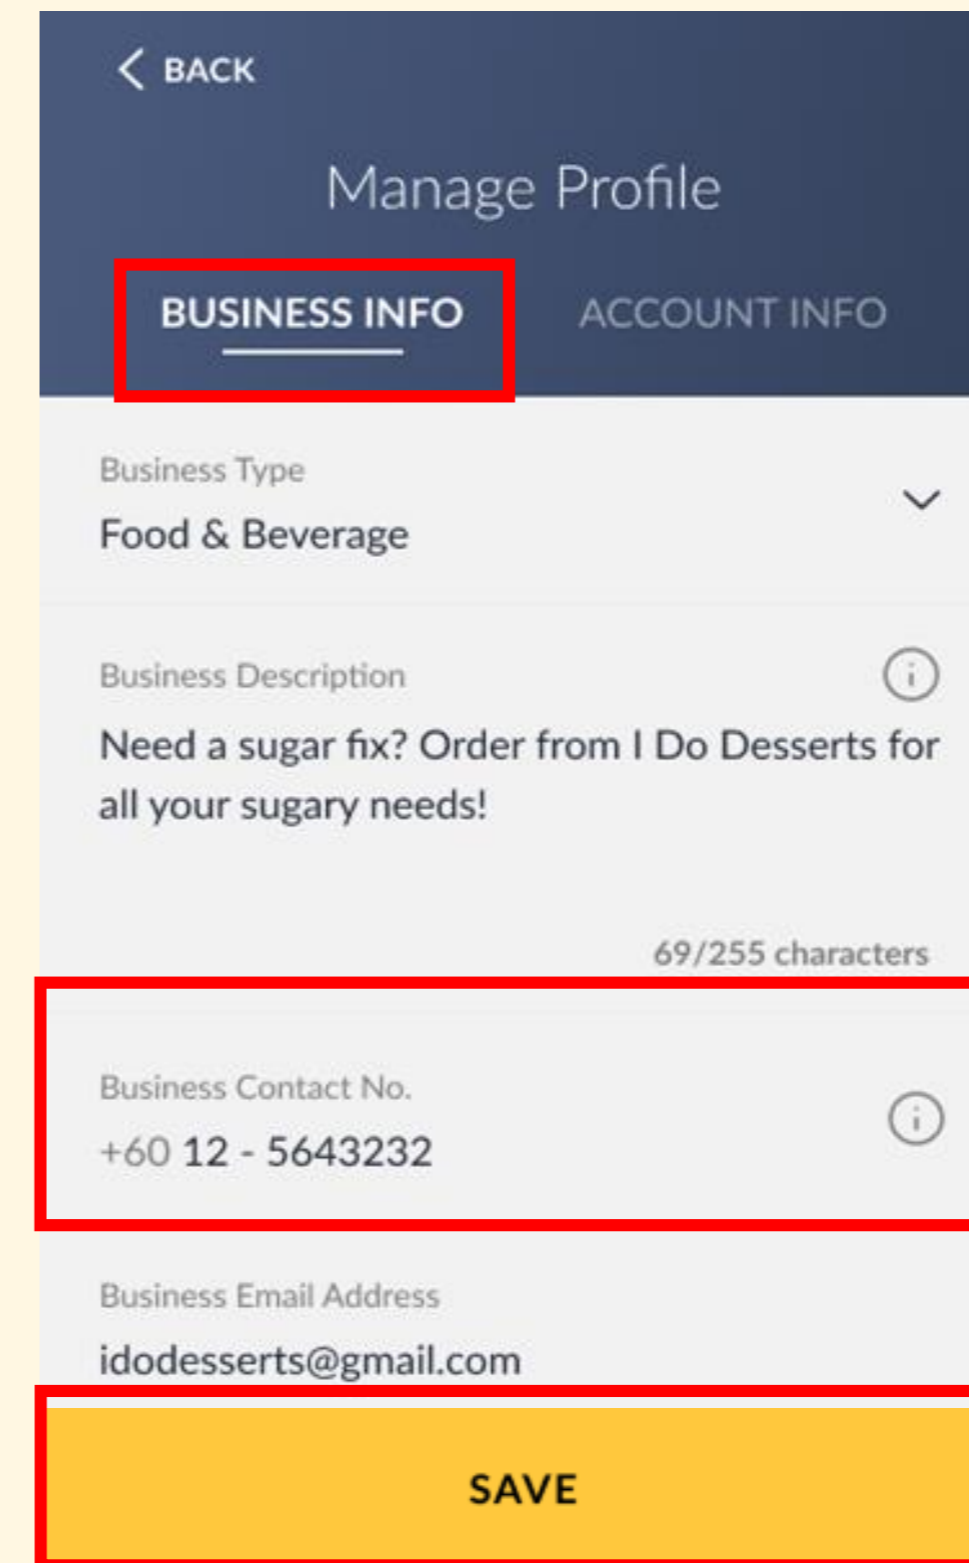 BACK
Manage Profile
BUSINESS INFO ACCOUNT INFO
Business Type
Food & Beverage
Business Description
Need a sugar fix? Order from I Do Desserts for
all your sugary needs!
69/255 characters
Business Contact No.
+60 12 - 5643232
Business Email Address
idodesserts@gmail.com
SAVE